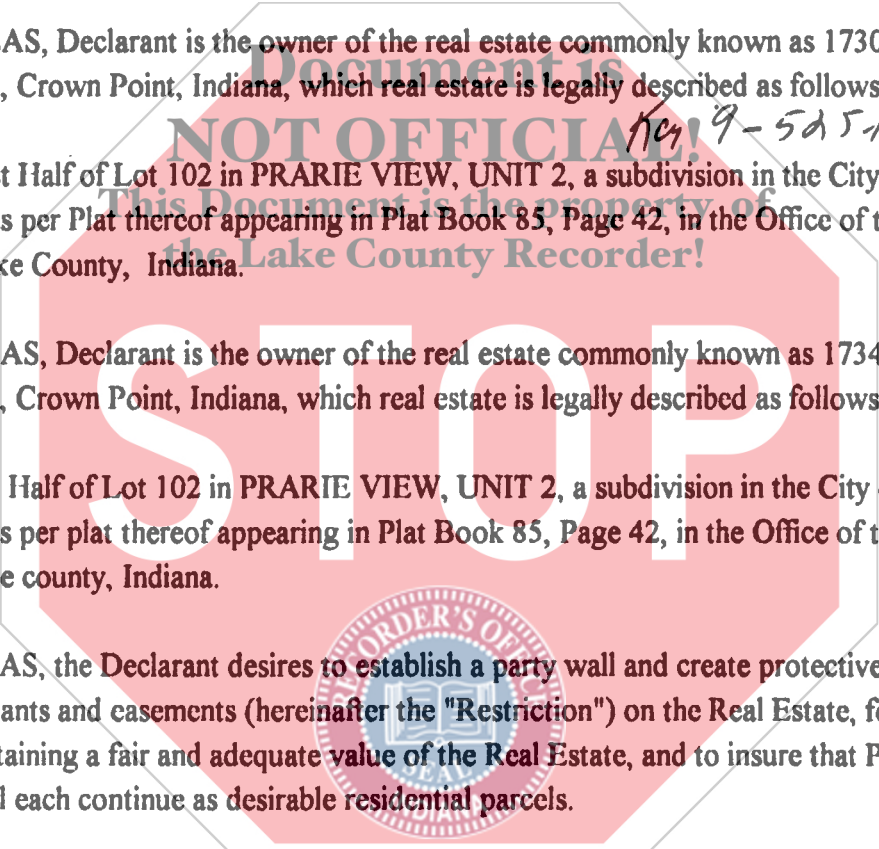 AS, Declarant is the owner of the real estate commonly known as 1730
, Crown Point, Indiana, which real estate is legally described as follows
Document is
Key 9-525-
NOT OFFICIAL!
t Half of Lot 102 in PRARIE VIEW, UNIT 2, a subdivision in the City
This Document is the property of
s per Plat thereof appearing in Plat Book 85, Page 42, in the Office of t
the Lake County Recorder!
ke County, Indiana.
AS, Declarant is the owner of the real estate commonly known as 1734
, Crown Point, Indiana, which real estate is legally described as follows
STOP
Half of Lot 102 in PRARIE VIEW, UNIT 2, a subdivision in the City
s per plat thereof appearing in Plat Book 85, Page 42, in the Office of t
e county, Indiana.
RECORDER'S OFFICE
AS, the Declarant desires to establish a party wall and create protective
ants and easements (hereinafter the "Restriction") on the Real Estate, fo
taining a fair and adequate value of the Real Estate, and to insure that P
SEAL
l each continue as desirable residential parcels.
INDIANA